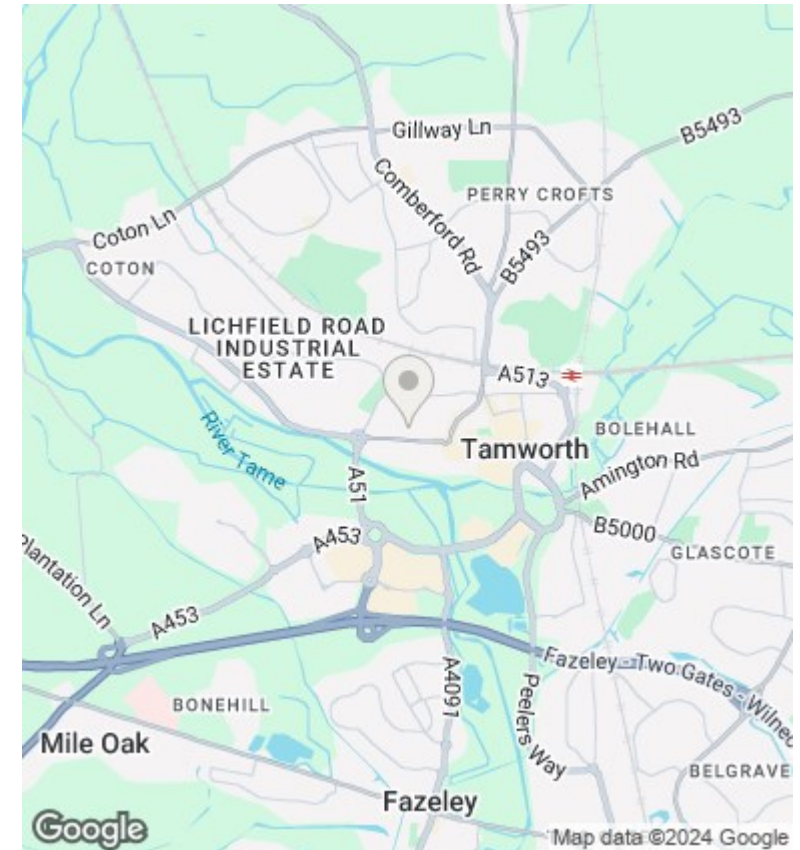 Gillway Ln
B5493
Comberford Rd
PERRY CROFTS
Coton Ln
B5493
COTON
LICHFIELD ROAD
INDUSTRIAL
ESTATE
A513
River Tame
BOLEHALL
Tamworth
Amington Rd
A51
B5000
A453
GLASCOTE
Plantation Ln
A453
Fazeley - Two Gates - Wilnec
A4091
Peelers Way
BONEHILL
Mile Oak
BELGRAVE
Fazeley
Google
Map data ©2024 Google